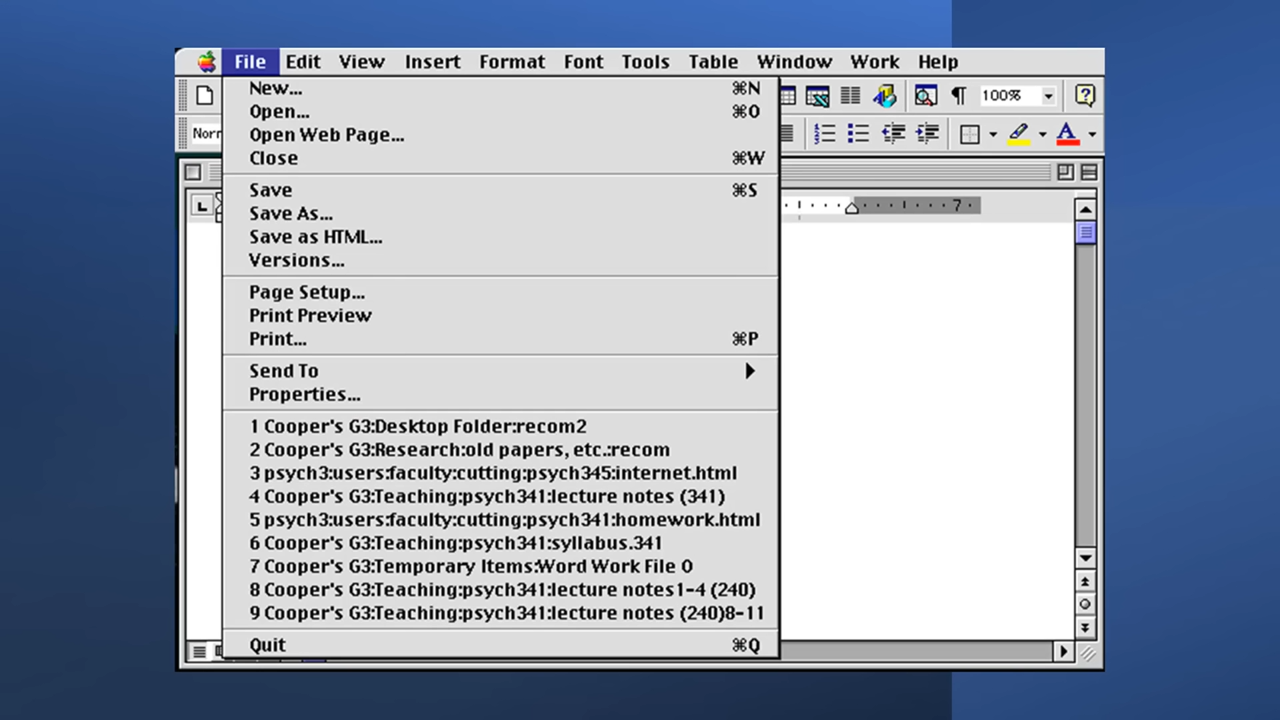 File Edit View Insert Format Font Tools Table Window Work Help
New... ⌘N
Open... ⌘O
100%
Open Web Page...
Norr
Close ⌘W
Save ⌘S
Save As...
7
Save as HTML...
Versions...
Page Setup...
Print Preview
Print... ⌘P
Send To
Properties...
1 Cooper's G3:Desktop Folder:recom2
2 Cooper's G3:Research:old papers, etc.:recom
3 psych3:users:faculty:cutting:psych345:internet.html
4 Cooper's G3:Teaching:psych341:lecture notes (341)
5 psych3:users:faculty:cutting:psych341:homework.html
6 Cooper's G3:Teaching:psych341:syllabus.341
7 Cooper's G3:Temporary Items:Word Work File 0
8 Cooper's G3:Teaching:psych341:lecture notes1-4 (240)
9 Cooper's G3:Teaching:psych341:lecture notes (240)8-11
Quit ⌘Q